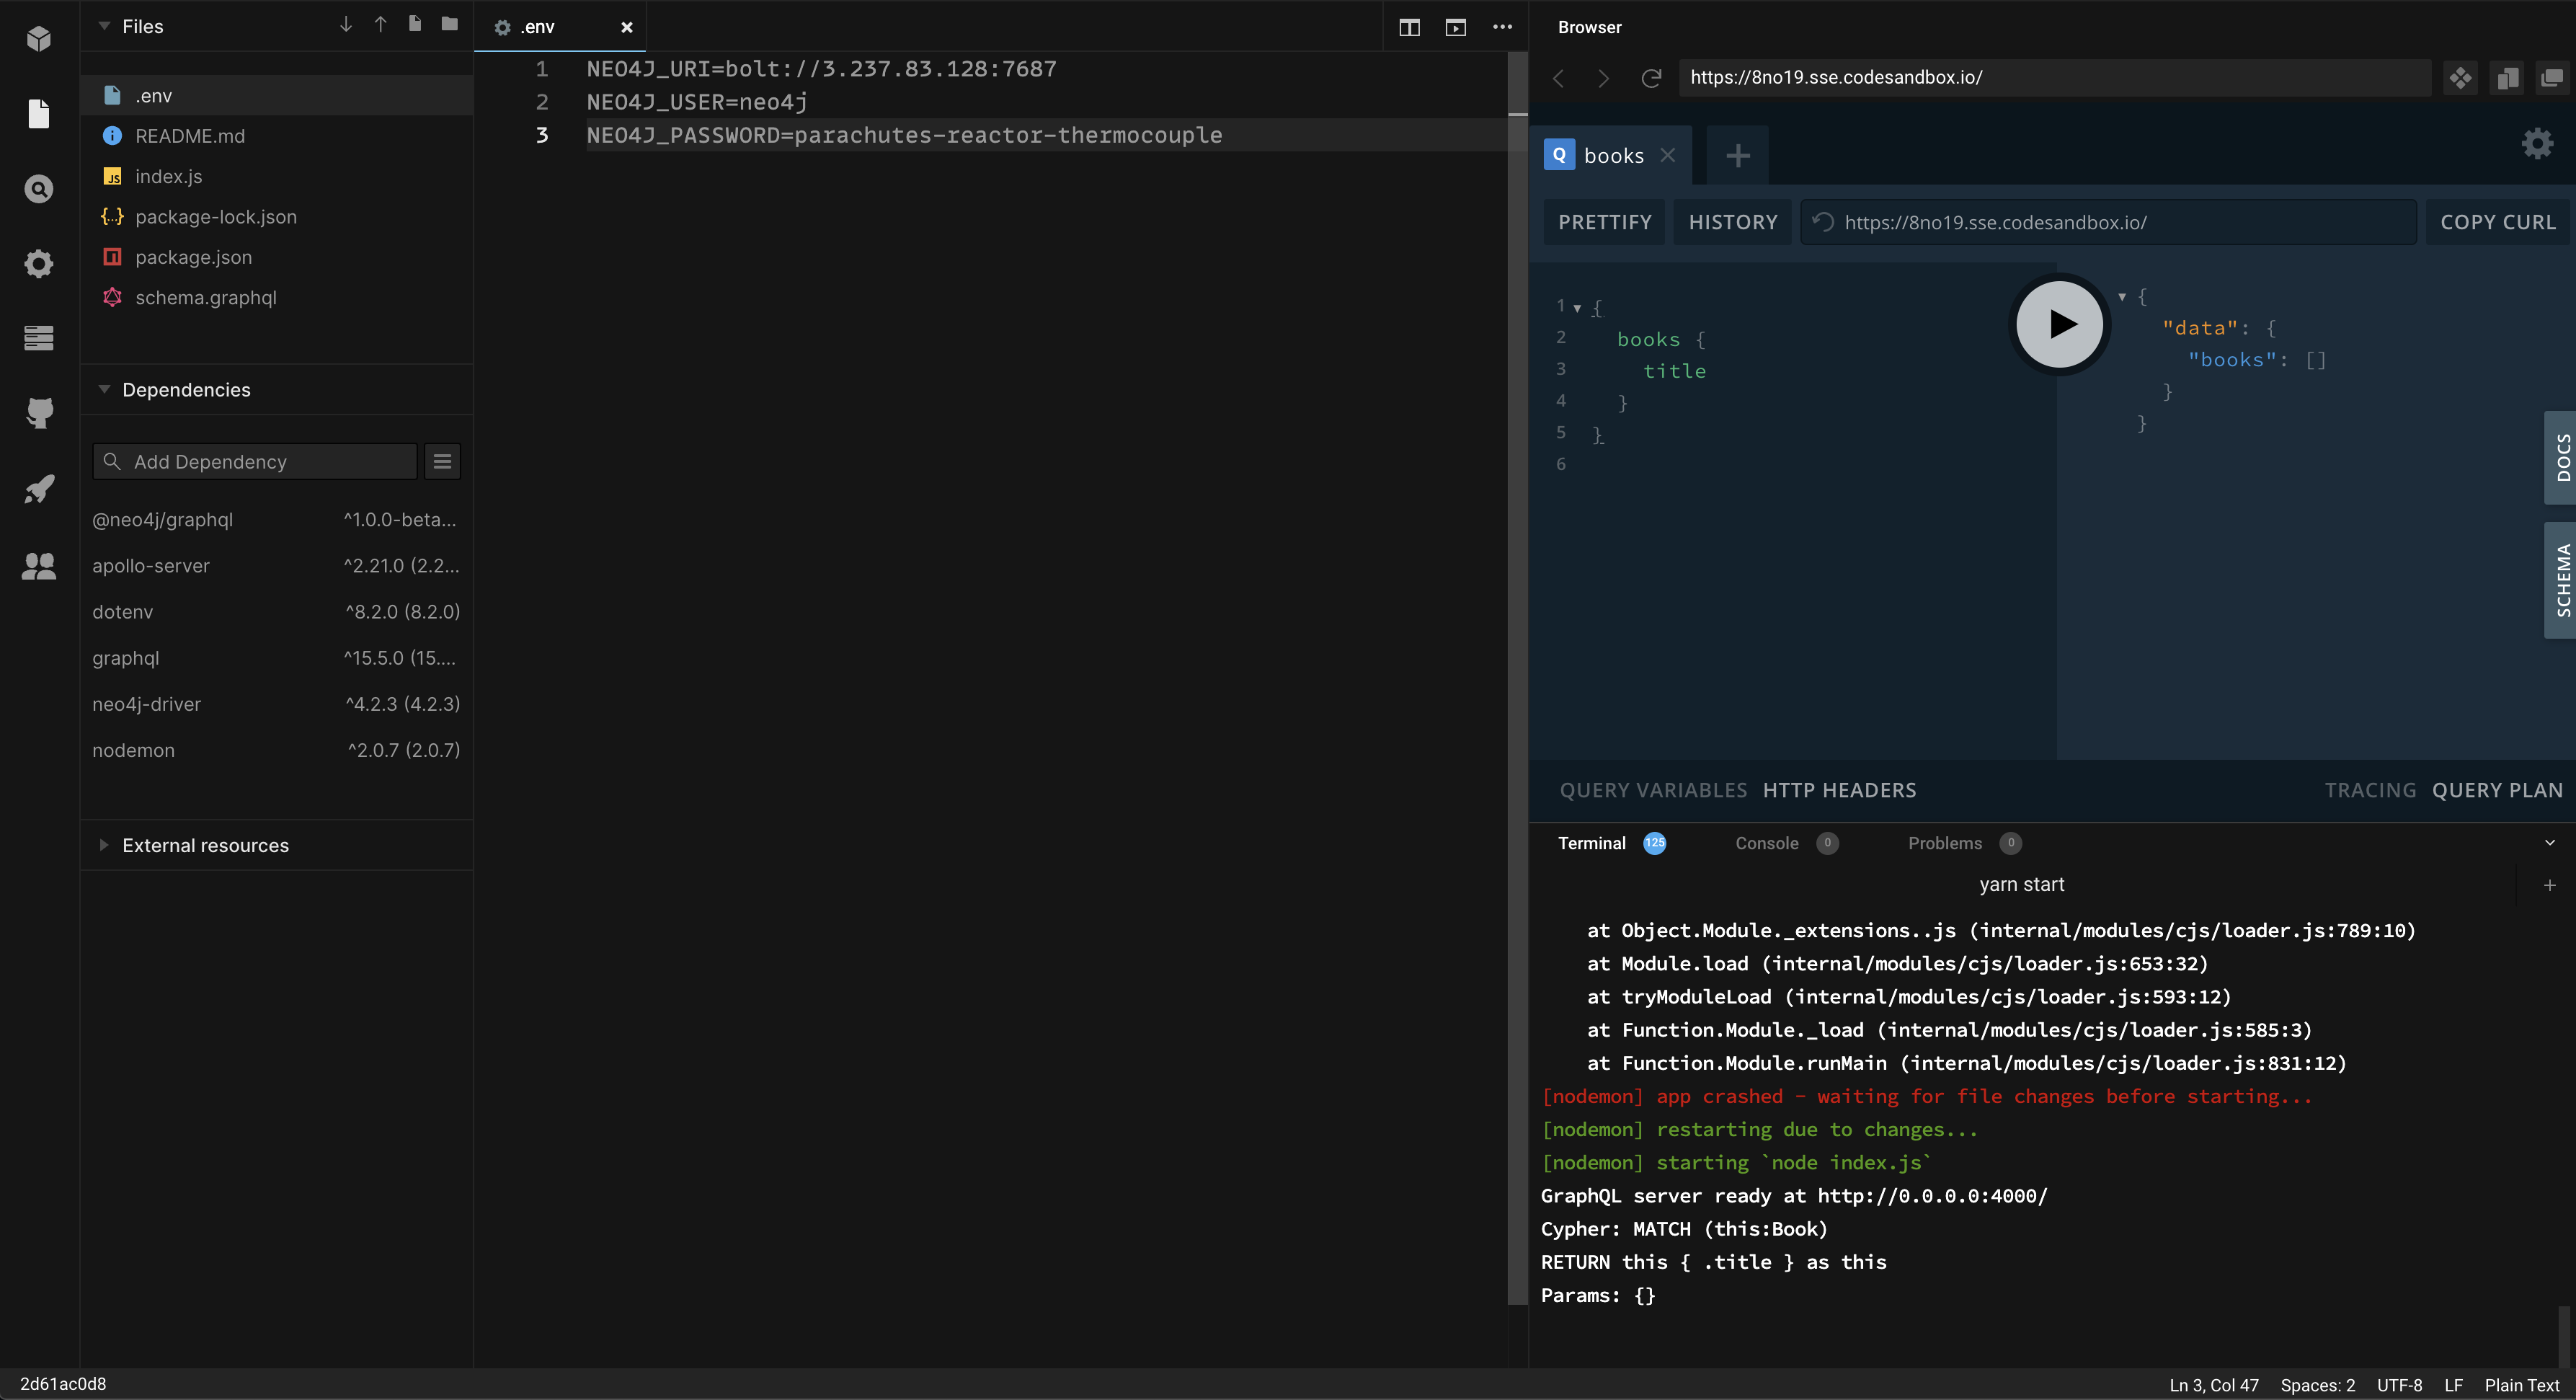 Files
.env
README.md
index.js
package-lock.json
package.json
schema.graphql
Dependencies
Add Dependency
@neo4j/graphql ^1.0.0-beta...
apollo-server ^2.21.0 (2.2...
dotenv ^8.2.0 (8.2.0)
graphql ^15.5.0 (15....
neo4j-driver ^4.2.3 (4.2.3)
nodemon ^2.0.7 (2.0.7)
External resources
.env
1 NEO4J_URI=bolt://3.237.83.128:7687
2 NEO4J_USER=neo4j
3 NEO4J_PASSWORD=parachutes-reactor-thermocouple
Browser
https://8no19.sse.codesandbox.io/
Q books
PRETTIFY HISTORY https://8no19.sse.codesandbox.io/ COPY CURL
1 {
2 books {
3 title
4 }
5 }
6
{
"data": {
"books": []
}
}
DOCS
SCHEMA
QUERY VARIABLES HTTP HEADERS TRACING QUERY PLAN
Terminal 125 Console 0 Problems 0
yarn start
at Object.Module._extensions..js (internal/modules/cjs/loader.js:789:10)
at Module.load (internal/modules/cjs/loader.js:653:32)
at tryModuleLoad (internal/modules/cjs/loader.js:593:12)
at Function.Module._load (internal/modules/cjs/loader.js:585:3)
at Function.Module.runMain (internal/modules/cjs/loader.js:831:12)
[nodemon] app crashed - waiting for file changes before starting...
[nodemon] restarting due to changes...
[nodemon] starting `node index.js`
GraphQL server ready at http://0.0.0.0:4000/
Cypher: MATCH (this:Book)
RETURN this { .title } as this
Params: {}
2d61ac0d8
Ln 3, Col 47 Spaces: 2 UTF-8 LF Plain Text